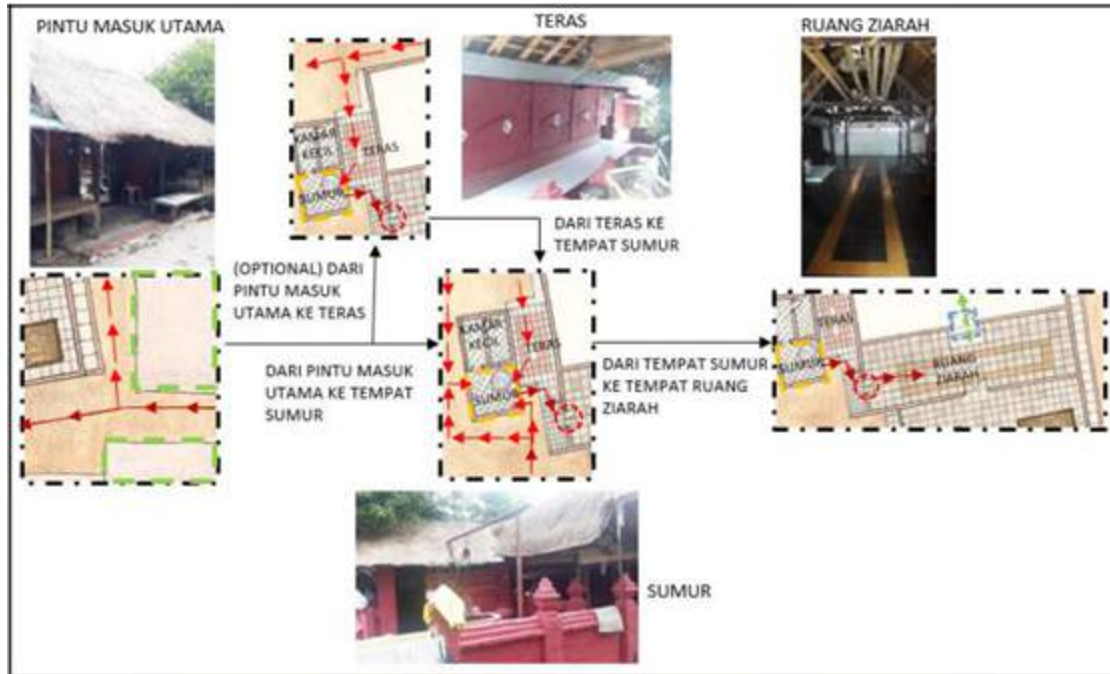 PINTU MASUK UTAMA
TERAS
RUANG ZIARAH
KAMAR
KECIL
TERAS
SUMUR
DARI TERAS KE
TEMPAT SUMUR
(OPTIONAL) DARI
PINTU MASUK
UTAMA KE TERAS
DARI PINTU MASUK
UTAMA KE TEMPAT
SUMUR
KAMAR
KECIL
TERAS
SUMUR
DARI TEMPAT SUMUR
KE TEMPAT RUANG
ZIARAH
TERAS
SUMUR
RUANG
ZIARAH
SUMUR